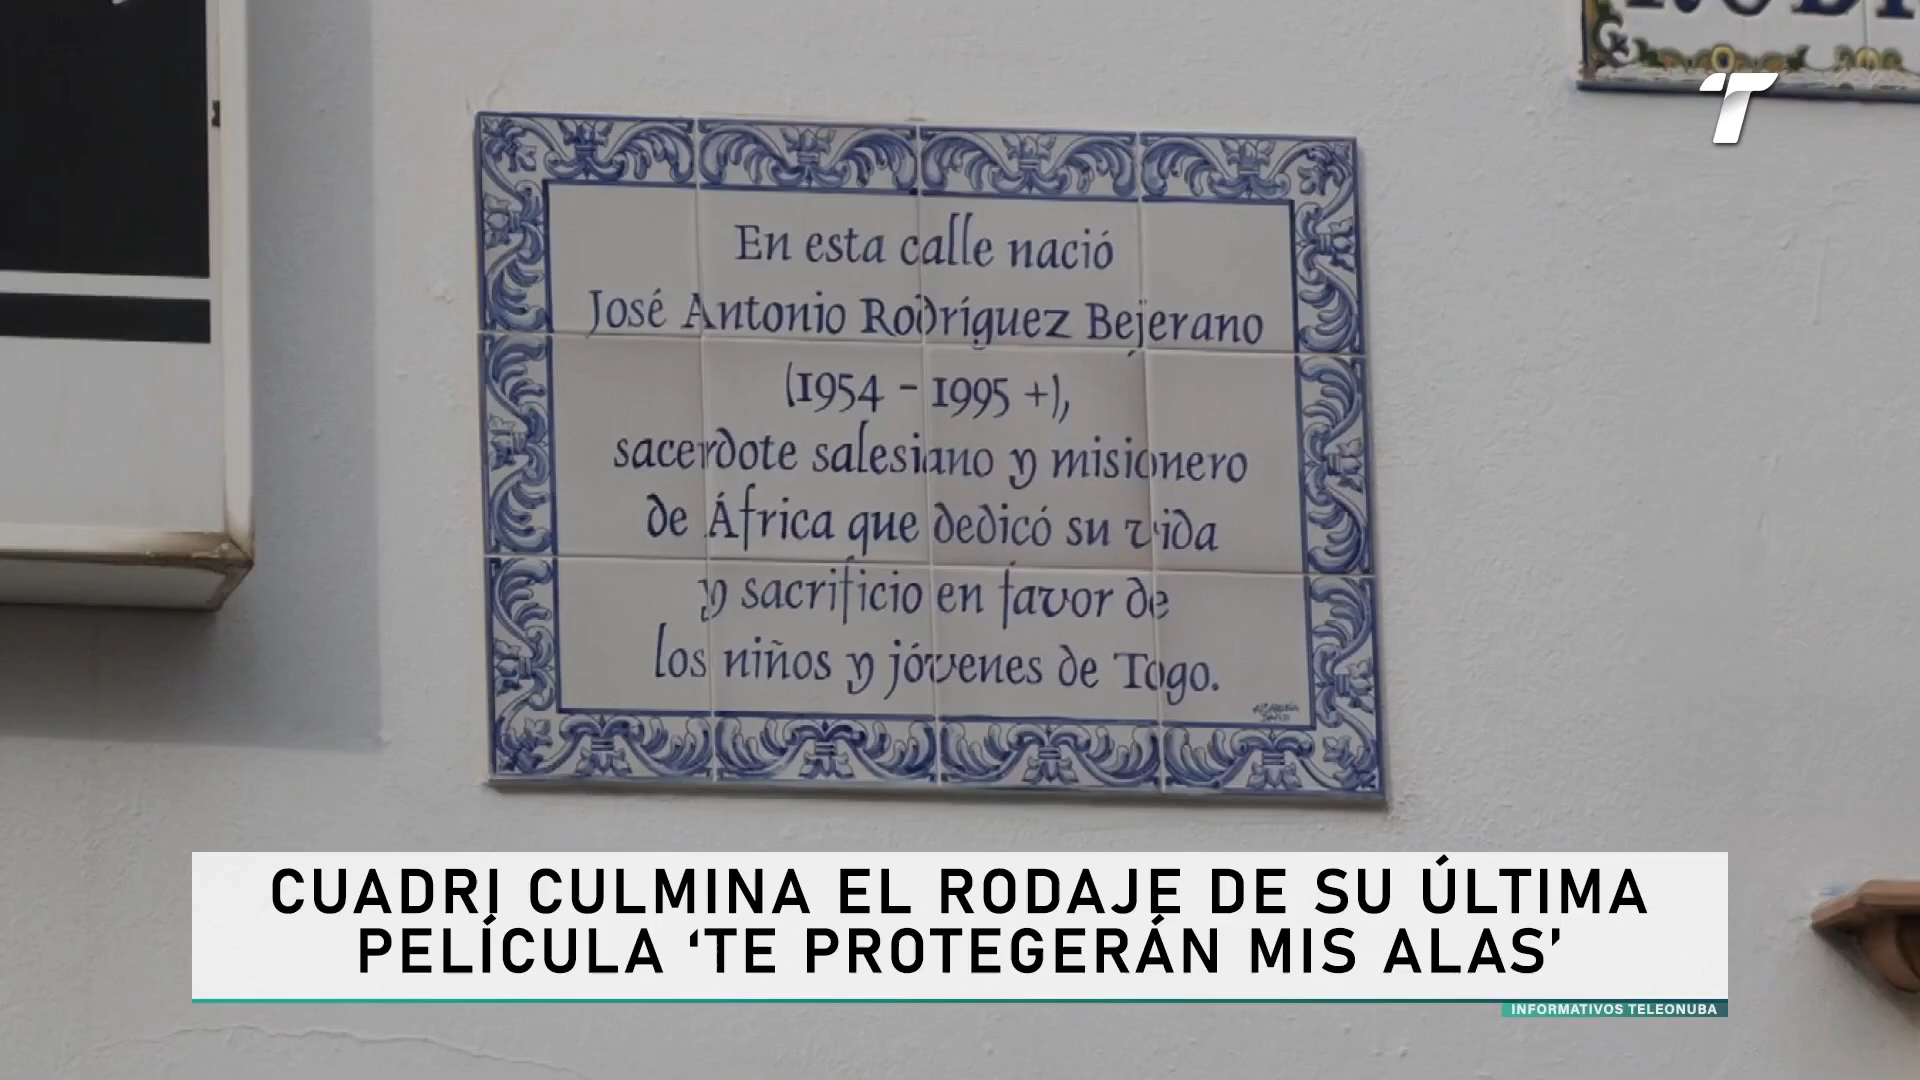 En esta calle nació
José Antonio Rodríguez Bejerano
(1954 - 1995 +),
sacerdote salesiano y misionero
de África que dedicó su vida
y sacrificio en favor de
los niños y jóvenes de Togo.
CUADRI CULMINA EL RODAJE DE SU ÚLTIMA
PELÍCULA ‘TE PROTEGERÁN MIS ALAS’
INFORMATIVOS TELEONUBA